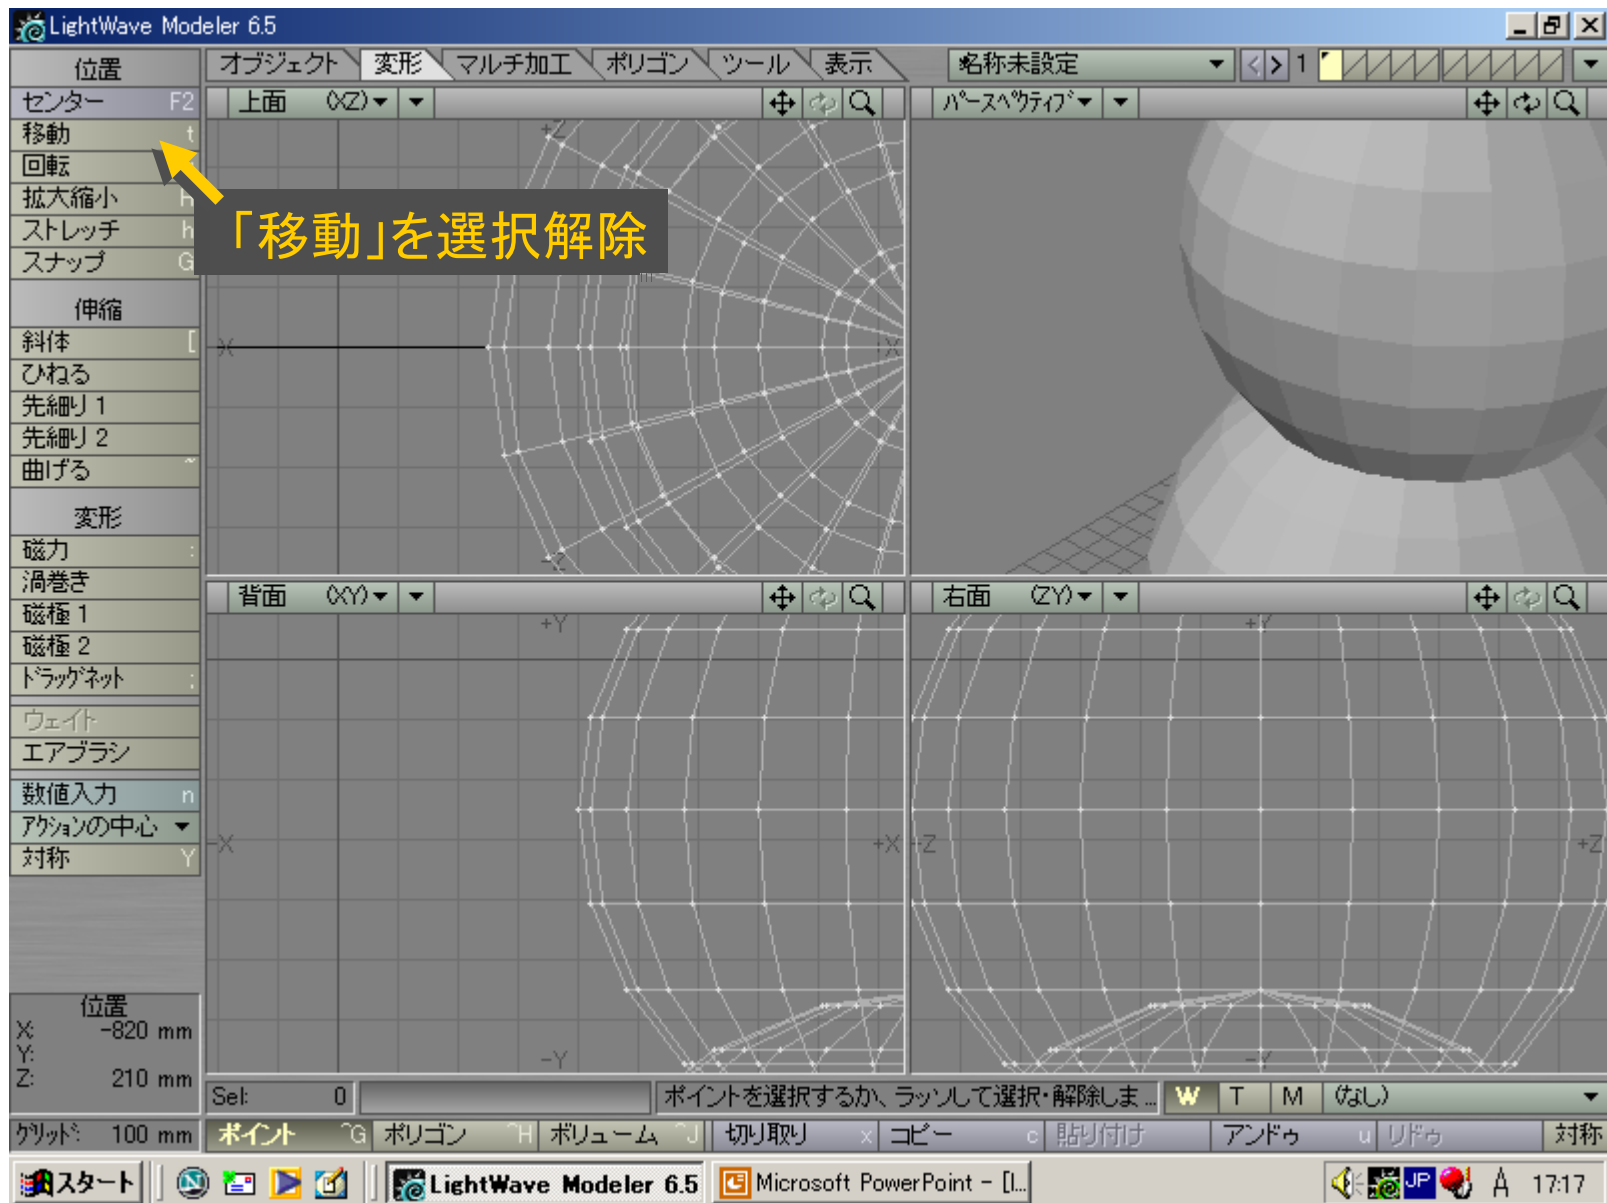 LightWave Modeler 6.5
位置
オブジェクト 変形 マルチ加工 ポリゴン ツール 表示
名称未設定
1
センター F2
上面 (XZ)
パースペクティブ
移動 t
回転
拡大縮小 H
ストレッチ h
スナップ G
「移動」を選択解除
伸縮
斜体 [
ひねる
先細り 1
先細り 2
曲げる ~
変形
磁力 :
渦巻き
磁極 1
磁極 2
ドラッグネット ;
ウェイト
エアブラシ
数値入力 n
アクションの中心
対称 Y
+Z
-X
+X
-Z
背面 (XY)
右面 (ZY)
+Y
+Y
-X
+X
-Z
+Z
-Y
-Y
位置
X: -820 mm
Y:
Z: 210 mm
グリッド: 100 mm
Sel: 0
ポイントを選択するか、ラッソして選択・解除しま...
W T M (なし)
ポイント ^G ポリゴン ^H ボリューム ^J 切り取り x コピー c 貼り付け アンドゥ u リドゥ 対称
スタート
LightWave Modeler 6.5
Microsoft PowerPoint - [l...
JP
A
17:17